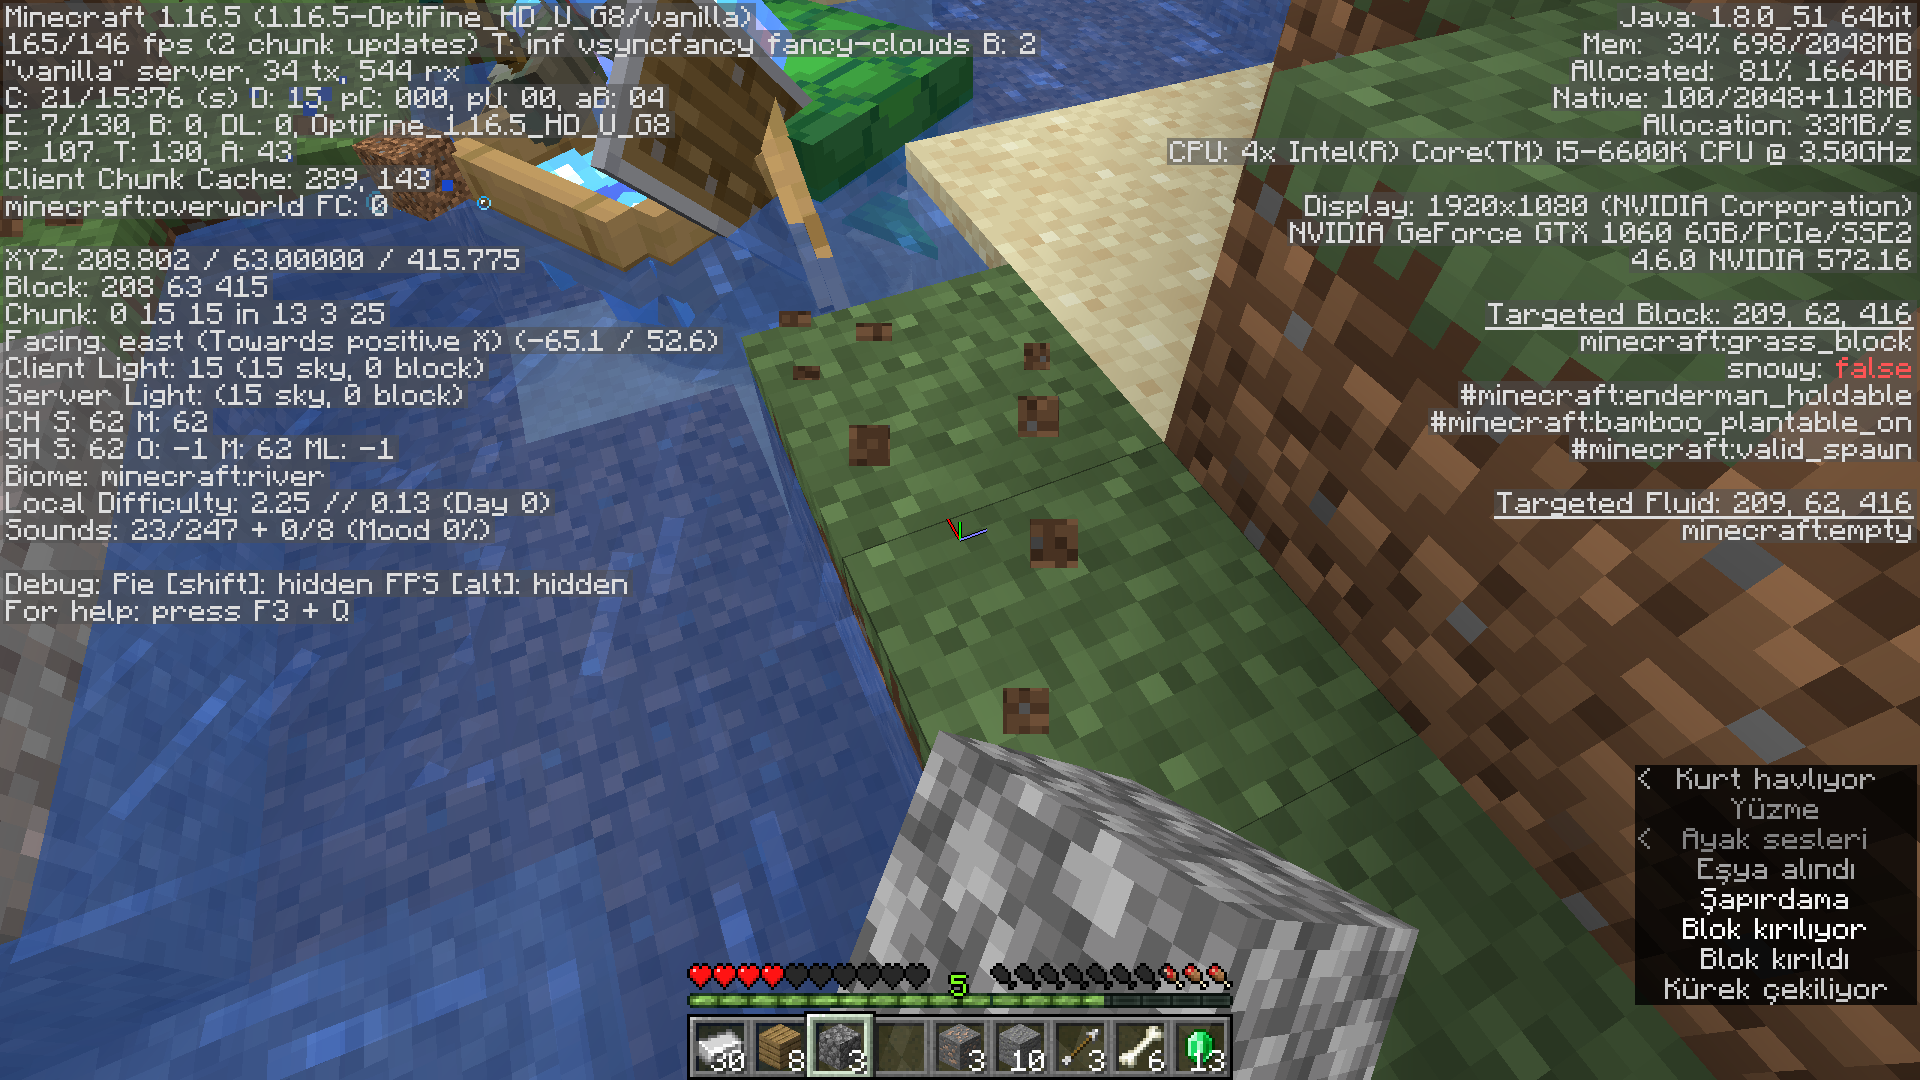 Minecraft 1.16.5 (1.16.5-OptiFine_HD_U_G8/vanilla)
165/146 fps (2 chunk updates) T: inf vsyncfancy fancy-clouds B: 2
"vanilla" server, 34 tx, 544 rx
C: 21/15376 (s) D: 15, pC: 000, pU: 00, aB: 04
E: 7/130, B: 0, DL: 0, OptiFine_1.16.5_HD_U_G8
P: 107. T: 130, A: 43
Client Chunk Cache: 289, 143
minecraft:overworld FC: 0
XYZ: 208.802 / 63.00000 / 415.775
Block: 208 63 415
Chunk: 0 15 15 in 13 3 25
Facing: east (Towards positive X) (-65.1 / 52.6)
Client Light: 15 (15 sky, 0 block)
Server Light: (15 sky, 0 block)
CH S: 62 M: 62
SH S: 62 O: -1 M: 62 ML: -1
Biome: minecraft:river
Local Difficulty: 2.25 // 0.13 (Day 0)
Sounds: 23/247 + 0/8 (Mood 0%)
Debug: Pie [shift]: hidden FPS [alt]: hidden
For help: press F3 + Q
Java: 1.8.0_51 64bit
Mem: 34% 698/2048MB
Allocated: 81% 1664MB
Native: 100/2048+118MB
Allocation: 33MB/s
CPU: 4x Intel(R) Core(TM) i5-6600K CPU @ 3.50GHz
Display: 1920x1080 (NVIDIA Corporation)
NVIDIA GeForce GTX 1060 6GB/PCIe/SSE2
4.6.0 NVIDIA 572.16
Targeted Block: 209, 62, 416
minecraft:grass_block
snowy: false
#minecraft:enderman_holdable
#minecraft:bamboo_plantable_on
#minecraft:valid_spawn
Targeted Fluid: 209, 62, 416
minecraft:empty
< Kurt havlıyor
Yüzme
< Ayak sesleri
Eşya alındı
Şapırdama
Blok kırılıyor
Blok kırıldı
Kürek çekiliyor
5
30 8 3 3 10 3 6 13